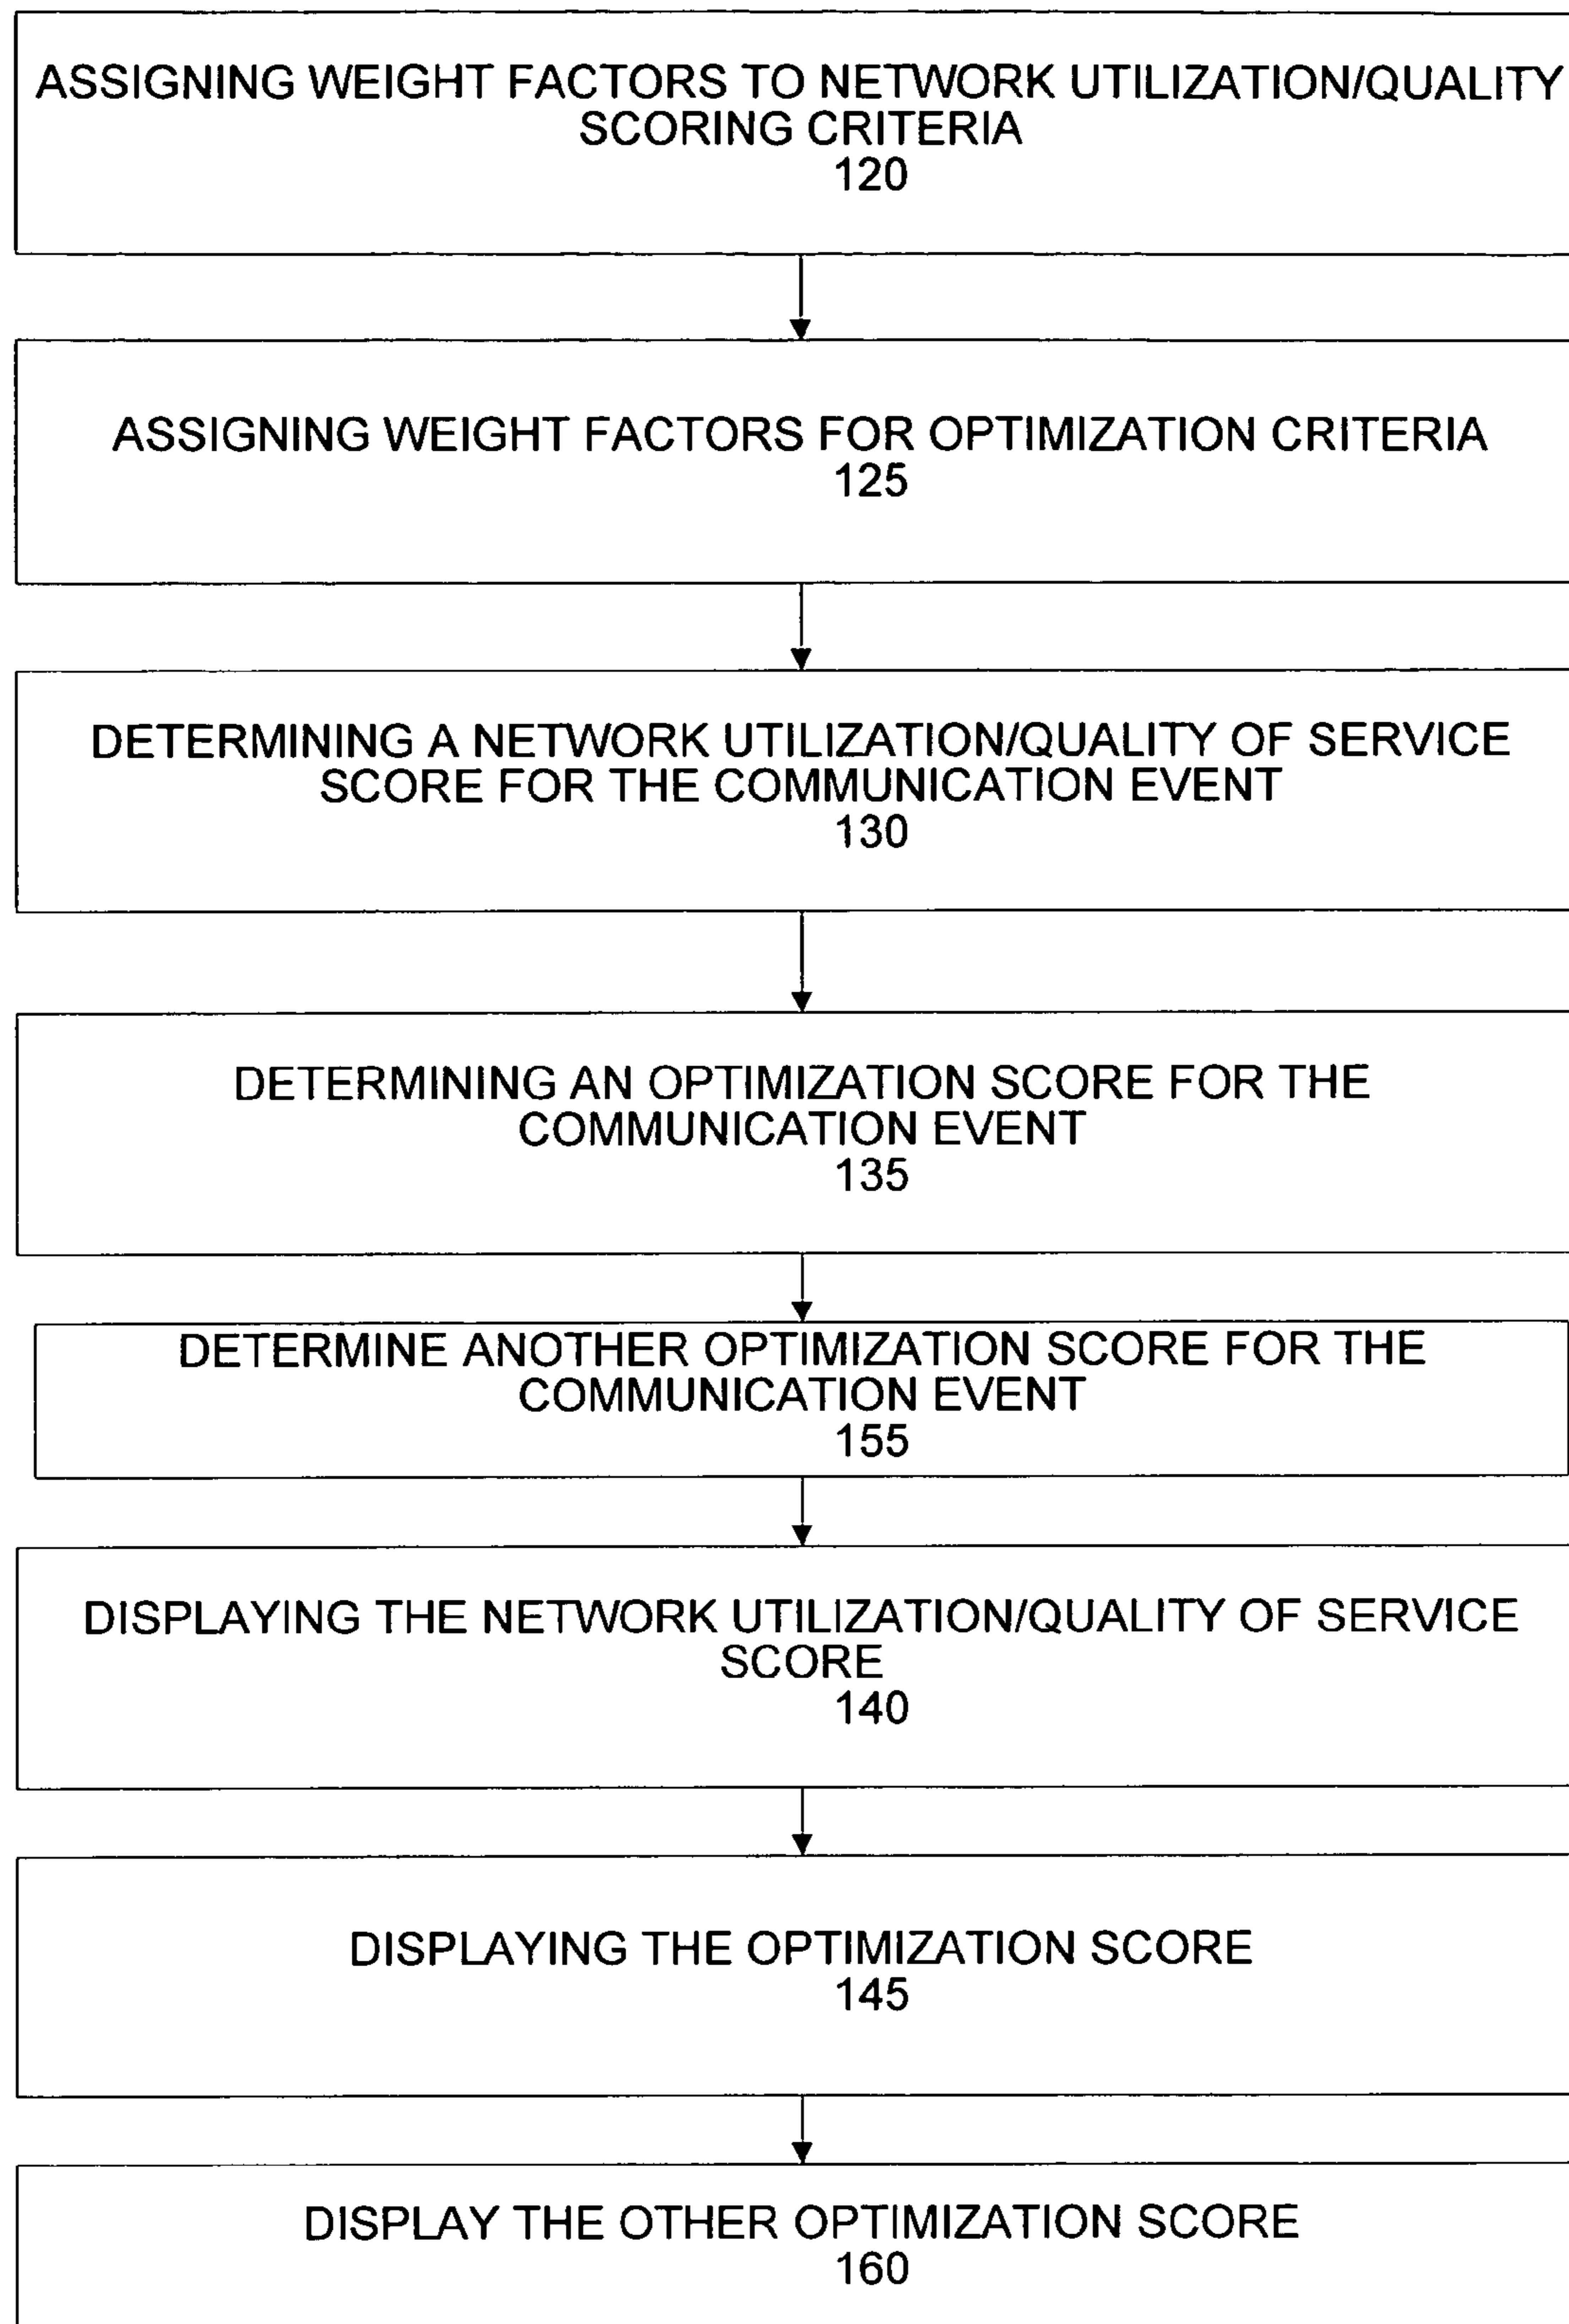 ASSIGNING WEIGHT FACTORS TO NETWORK UTILIZATION/QUALITY
SCORING CRITERIA
120
ASSIGNING WEIGHT FACTORS FOR OPTIMIZATION CRITERIA
125
DETERMINING A NETWORK UTILIZATION/QUALITY OF SERVICE
SCORE FOR THE COMMUNICATION EVENT
130
DETERMINING AN OPTIMIZATION SCORE FOR THE
COMMUNICATION EVENT
135
DETERMINE ANOTHER OPTIMIZATION SCORE FOR THE
COMMUNICATION EVENT
155
DISPLAYING THE NETWORK UTILIZATION/QUALITY OF SERVICE
SCORE
140
DISPLAYING THE OPTIMIZATION SCORE
145
DISPLAY THE OTHER OPTIMIZATION SCORE
160